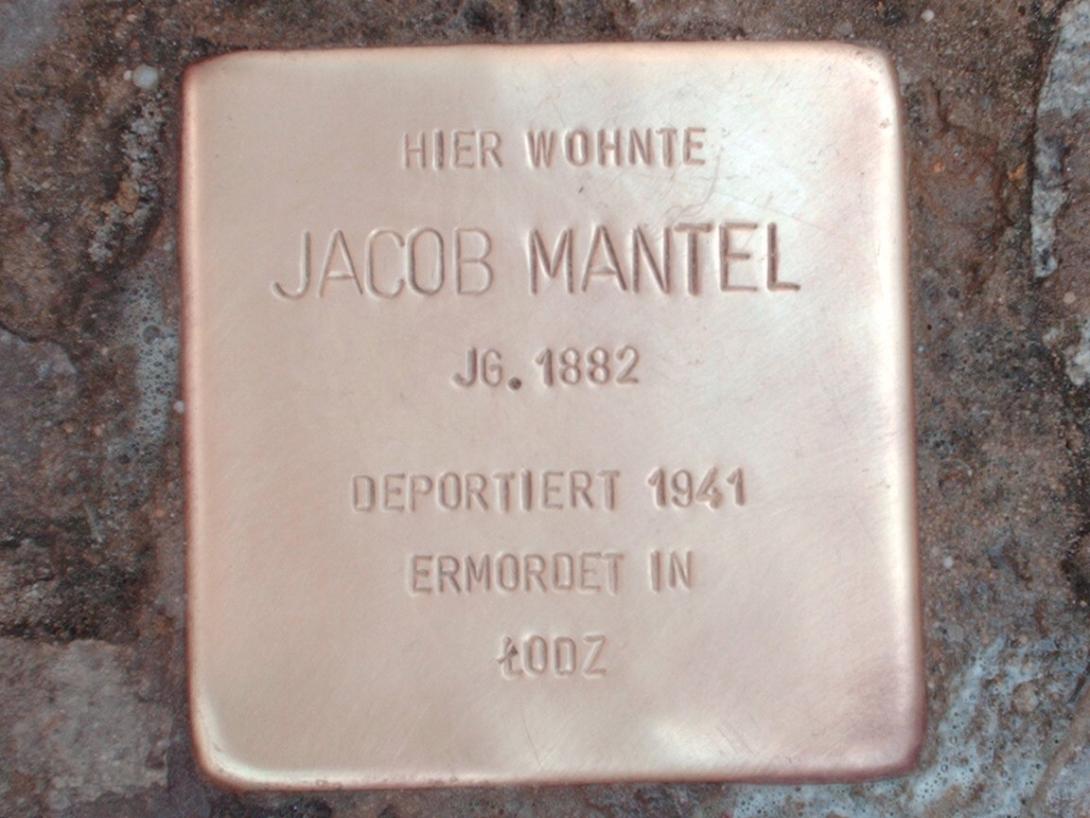 HIER WOHNTE
JACOB MANTEL
JG. 1882
DEPORTIERT 1941
ERMORDET IN
ŁODZ